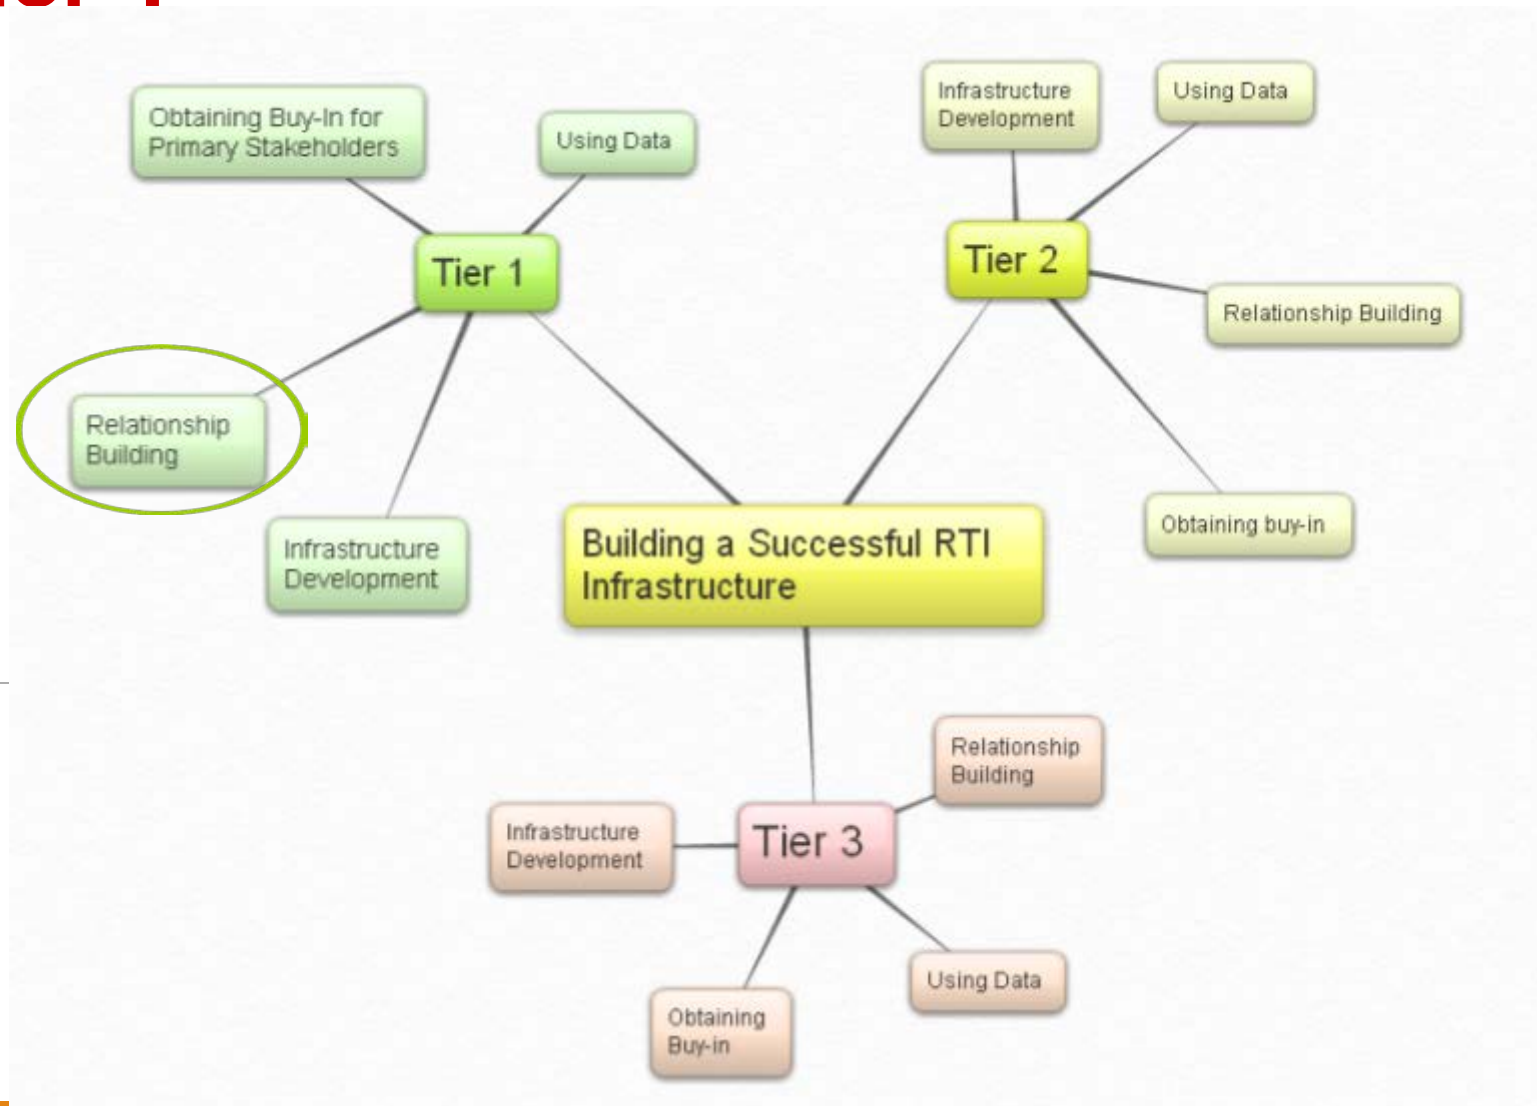 Obtaining Buy-In for
Primary Stakeholders
Using Data
Tier 1
Relationship
Building
Infrastructure
Development
Infrastructure
Development
Using Data
Tier 2
Relationship Building
Obtaining buy-in
Building a Successful RTI
Infrastructure
Relationship
Building
Infrastructure
Development
Tier 3
Using Data
Obtaining
Buy-in